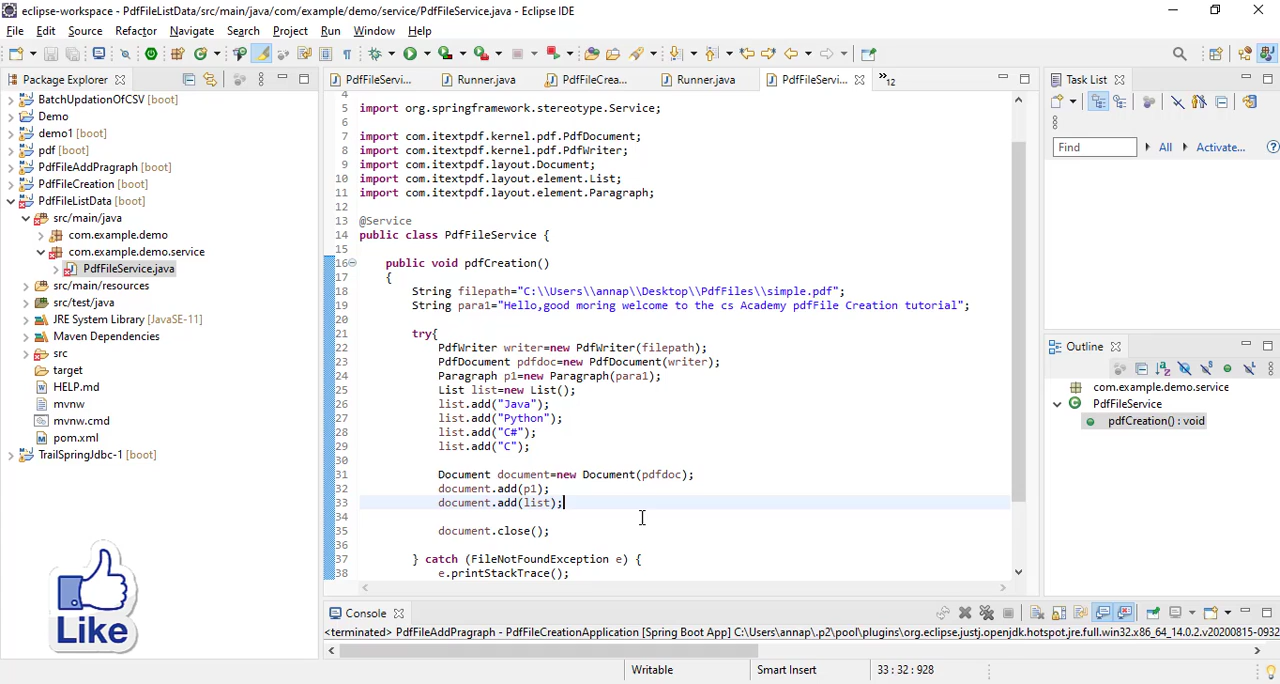 eclipse-workspace - PdfFileListData/src/main/java/com/example/demo/service/PdfFileService.java - Eclipse IDE
File Edit Source Refactor Navigate Search Project Run Window Help
Package Explorer
BatchUpdationOfCSV [boot]
Demo
demo1 [boot]
pdf [boot]
PdfFileAddPragraph [boot]
PdfFileCreation [boot]
PdfFileListData [boot]
src/main/java
com.example.demo
com.example.demo.service
PdfFileService.java
src/main/resources
src/test/java
JRE System Library [JavaSE-11]
Maven Dependencies
src
target
HELP.md
mvnw
mvnw.cmd
pom.xml
TrailSpringJdbc-1 [boot]
Like
PdfFileServi... Runner.java PdfFileCrea... Runner.java PdfFileServi... 12
4
5 import org.springframework.stereotype.Service;
6
7 import com.itextpdf.kernel.pdf.PdfDocument;
8 import com.itextpdf.kernel.pdf.PdfWriter;
9 import com.itextpdf.layout.Document;
10 import com.itextpdf.layout.element.List;
11 import com.itextpdf.layout.element.Paragraph;
12
13 @Service
14 public class PdfFileService {
15
16 public void pdfCreation()
17 {
18 String filepath="C:\\Users\\annap\\Desktop\\PdfFiles\\simple.pdf";
19 String para1="Hello,good moring welcome to the cs Academy pdfFile Creation tutorial";
20
21 try{
22 PdfWriter writer=new PdfWriter(filepath);
23 PdfDocument pdfdoc=new PdfDocument(writer);
24 Paragraph p1=new Paragraph(para1);
25 List list=new List();
26 list.add("Java");
27 list.add("Python");
28 list.add("C#");
29 list.add("C");
30
31 Document document=new Document(pdfdoc);
32 document.add(p1);
33 document.add(list);
34
35 document.close();
36
37 } catch (FileNotFoundException e) {
38 e.printStackTrace();
Console
<terminated> PdfFileAddPragraph - PdfFileCreationApplication [Spring Boot App] C:\Users\annap\.p2\pool\plugins\org.eclipse.justj.openjdk.hotspot.jre.full.win32.x86_64_14.0.2.v20200815-0932
Task List
Find All Activate...
Outline
com.example.demo.service
PdfFileService
pdfCreation() : void
Writable Smart Insert 33 : 32 : 928